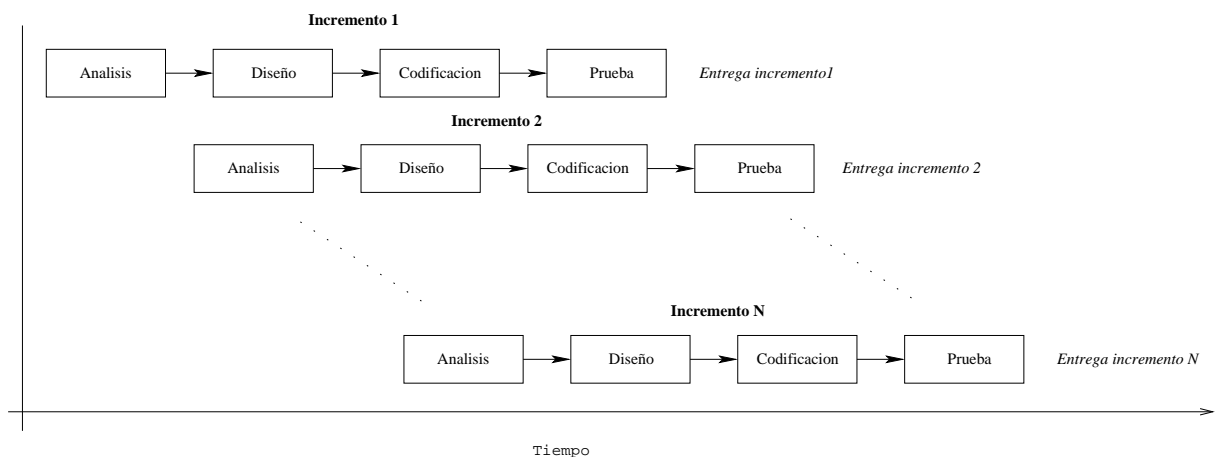 Incremento 1
Analisis Diseño Codificacion Prueba Entrega incremento1
Incremento 2
Analisis Diseño Codificacion Prueba Entrega incremento 2
Incremento N
Analisis Diseño Codificacion Prueba Entrega incremento N
Tiempo